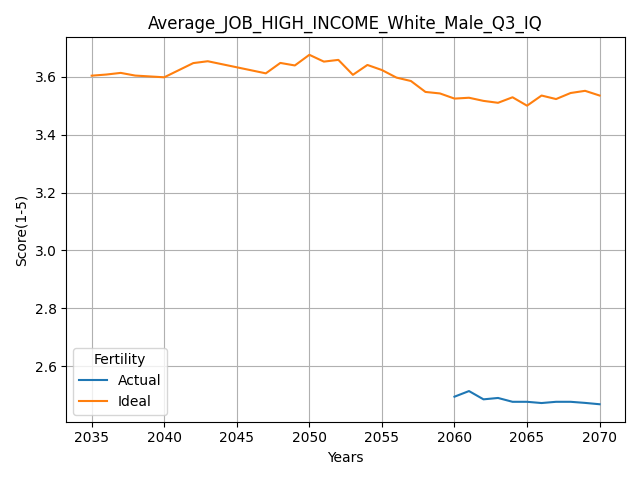 Average_JOB_HIGH_INCOME_White_Male_Q3_IQ
Score(1-5)
3.6
3.4
3.2
3.0
2.8
2.6
Fertility
Actual
Ideal
2035 2040 2045 2050 2055 2060 2065 2070
Years